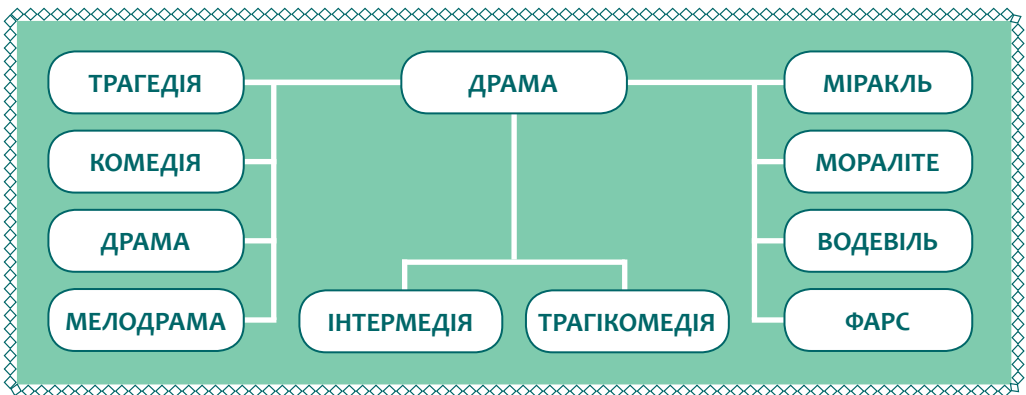 ТРАГЕДІЯ
ДРАМА
МІРАКЛЬ
КОМЕДІЯ
МОРАЛІТЕ
ДРАМА
ВОДЕВІЛЬ
МЕЛОДРАМА
ІНТЕРМЕДІЯ
ТРАГІКОМЕДІЯ
ФАРС